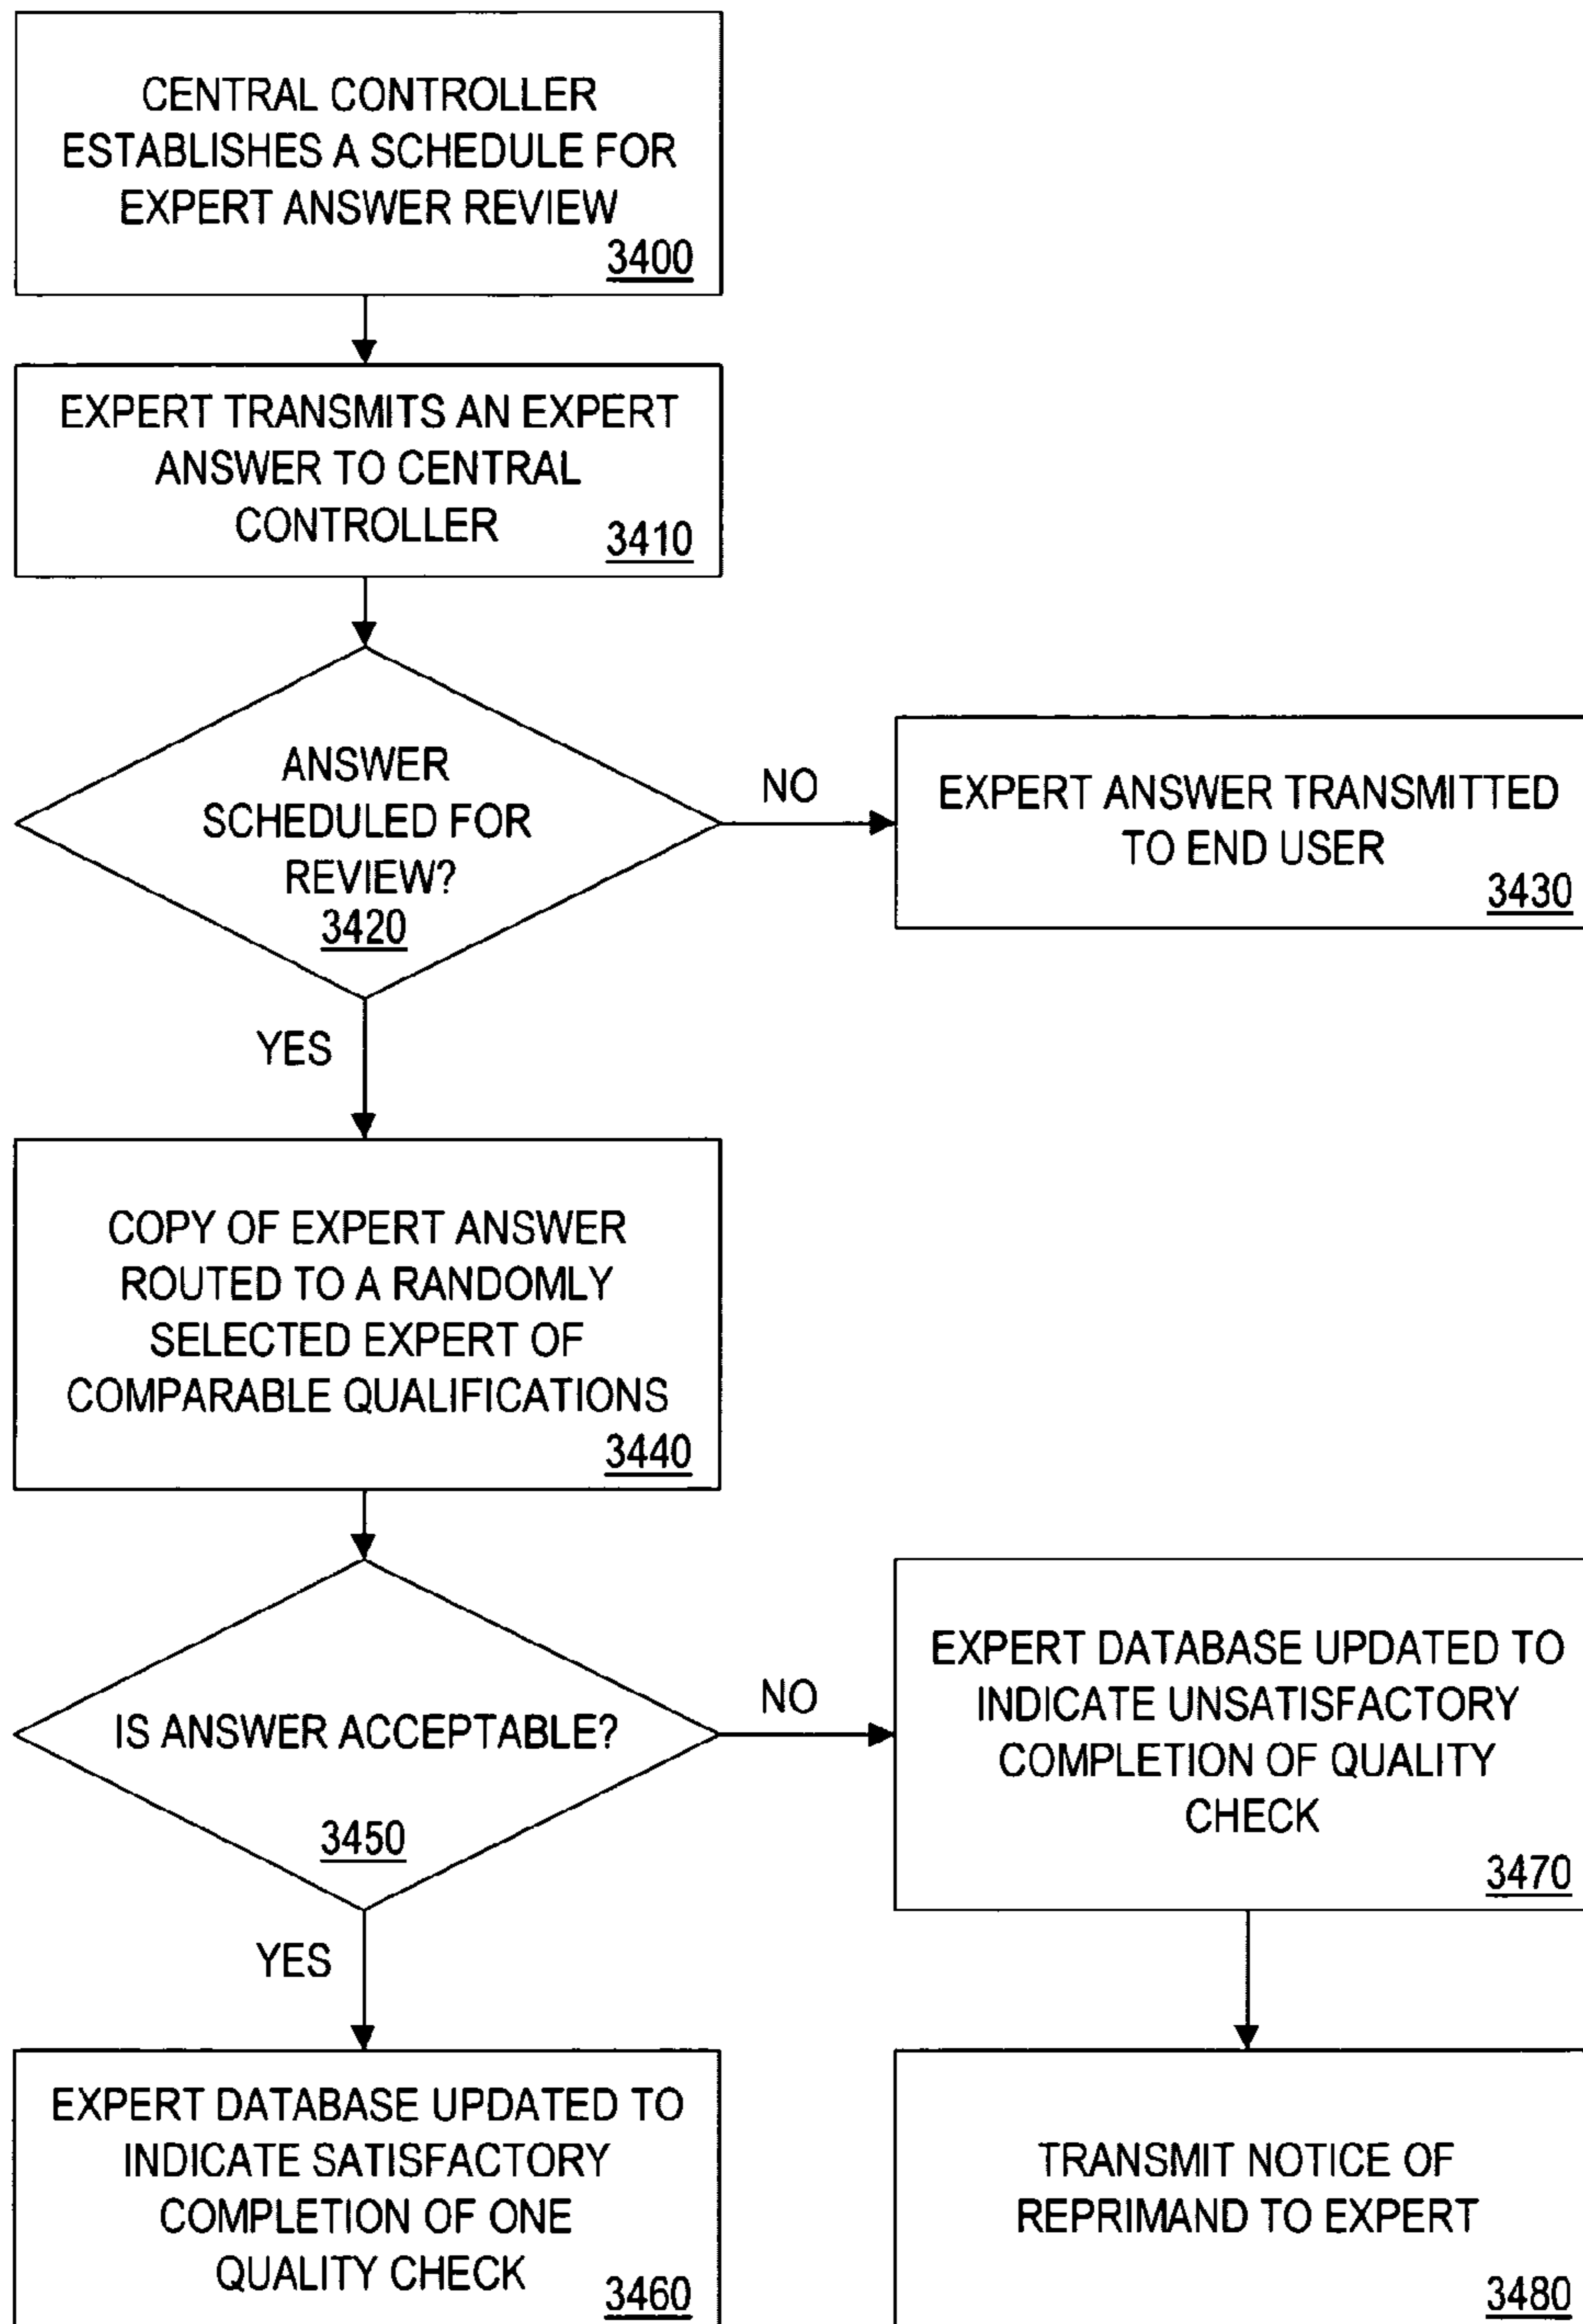 CENTRAL CONTROLLER
ESTABLISHES A SCHEDULE FOR
EXPERT ANSWER REVIEW
3400
EXPERT TRANSMITS AN EXPERT
ANSWER TO CENTRAL
CONTROLLER
3410
ANSWER
SCHEDULED FOR
REVIEW?
3420
NO
EXPERT ANSWER TRANSMITTED
TO END USER
3430
YES
COPY OF EXPERT ANSWER
ROUTED TO A RANDOMLY
SELECTED EXPERT OF
COMPARABLE QUALIFICATIONS
3440
IS ANSWER ACCEPTABLE?
3450
NO
EXPERT DATABASE UPDATED TO
INDICATE UNSATISFACTORY
COMPLETION OF QUALITY
CHECK
3470
YES
EXPERT DATABASE UPDATED TO
INDICATE SATISFACTORY
COMPLETION OF ONE
QUALITY CHECK
3460
TRANSMIT NOTICE OF
REPRIMAND TO EXPERT
3480